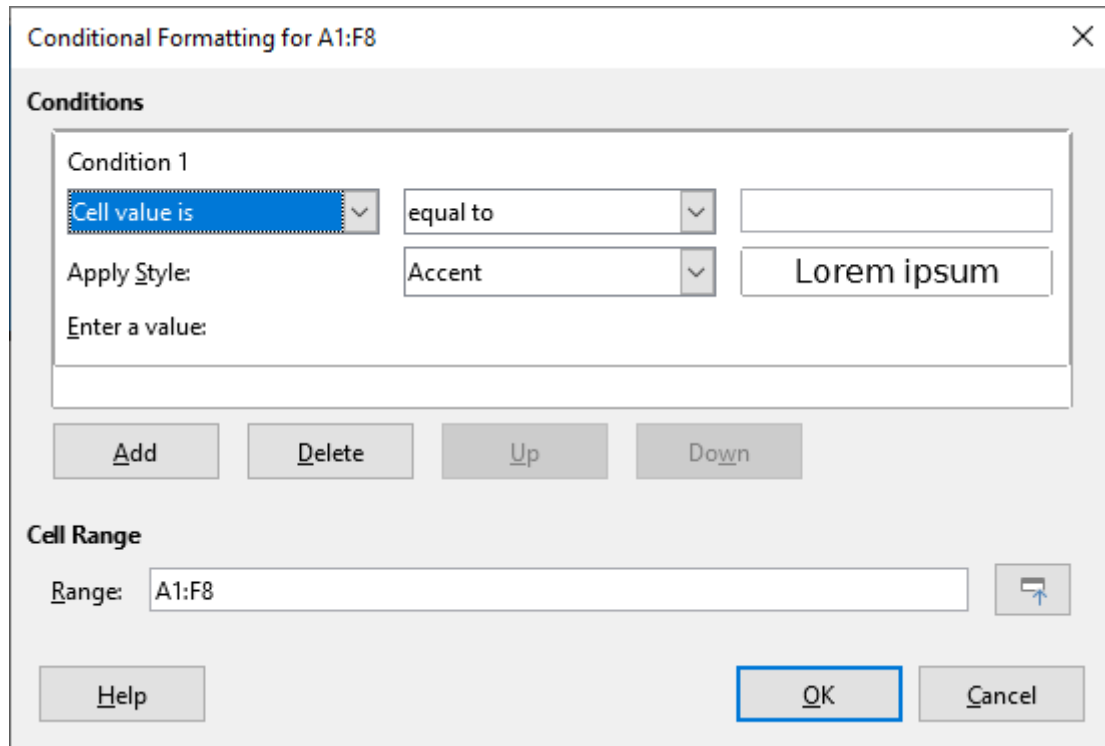 Conditional Formatting for A1:F8
Conditions
Condition 1
Cell value is equal to
Apply Style: Accent Lorem ipsum
Enter a value:
Add Delete Up Down
Cell Range
Range: A1:F8
Help OK Cancel